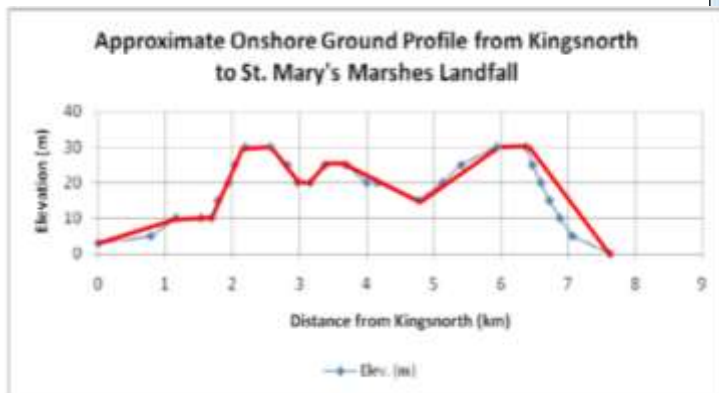 Approximate Onshore Ground Profile from Kingsnorth
to St. Mary's Marshes Landfall
Elevation (m)
40
30
20
10
0
0 1 2 3 4 5 6 7 8 9
Distance from Kingsnorth (km)
Elev. (m)